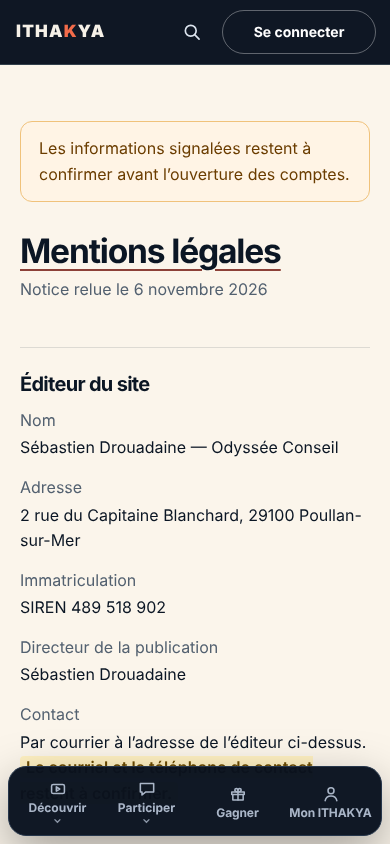 ITHAKYA
Se connecter
Les informations signalées restent à
confirmer avant l’ouverture des comptes.
Mentions légales
Notice relue le 6 novembre 2026
Éditeur du site
Nom
Sébastien Drouadaine — Odyssée Conseil
Adresse
2 rue du Capitaine Blanchard, 29100 Poullan-
sur-Mer
Immatriculation
SIREN 489 518 902
Directeur de la publication
Sébastien Drouadaine
Contact
Par courrier à l’adresse de l’éditeur ci-dessus.
Le courriel et le téléphone de contact
Découvrir
Participer
Gagner
Mon ITHAKYA